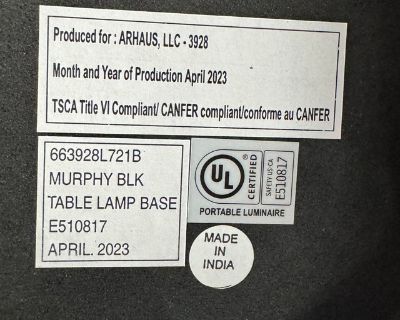 Produced for : ARHAUS, LLC - 3928
Month and Year of Production April 2023
TSCA Title VI Compliant/ CANFER compliant/conforme au CANFER
663928L721B
MURPHY BLK
TABLE LAMP BASE
E510817
APRIL. 2023
UL
CERTIFIED
SAFETY US-CA
E510817
PORTABLE LUMINAIRE
MADE
IN
INDIA